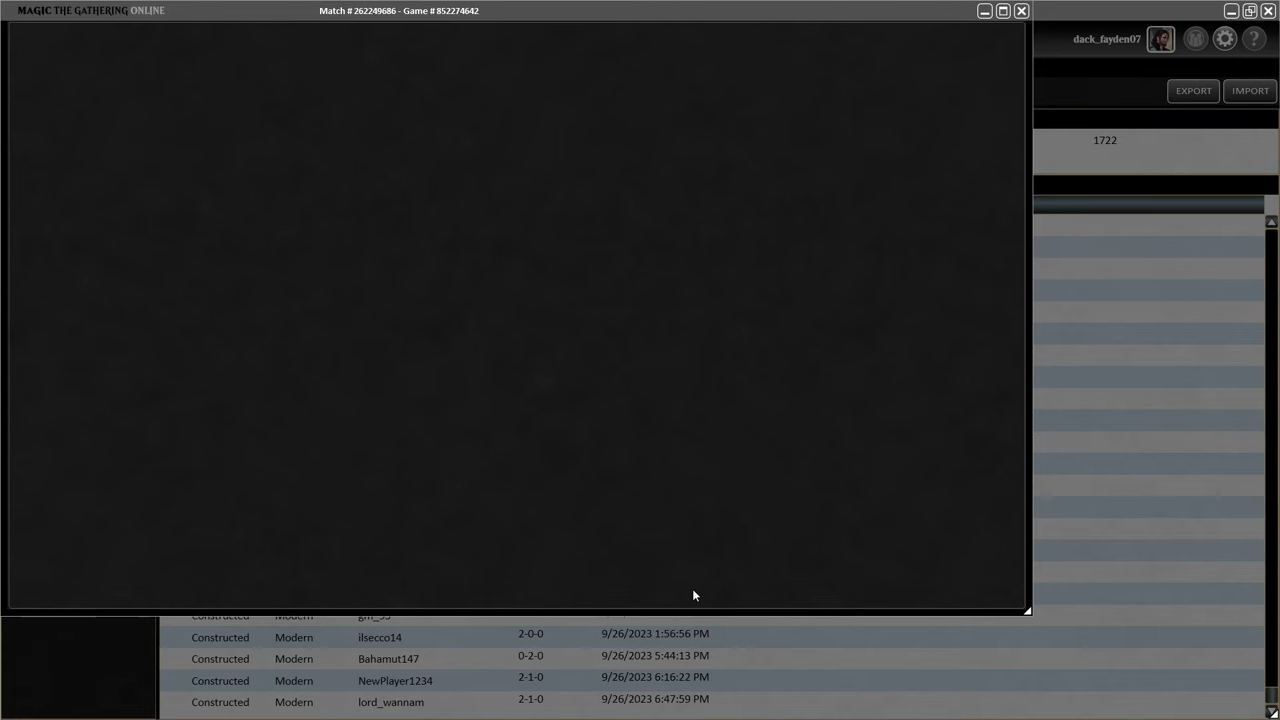 MAGIC THE GATHERING ONLINE
Match # 262249686 - Game # 852274642
dack_fayden07
?
EXPORT IMPORT
1722
Constructed Modern
Constructed Modern ilsecco14 2-0-0 9/26/2023 1:56:56 PM
Constructed Modern Bahamut147 0-2-0 9/26/2023 5:44:13 PM
Constructed Modern NewPlayer1234 2-1-0 9/26/2023 6:16:22 PM
Constructed Modern lord_wannam 2-1-0 9/26/2023 6:47:59 PM